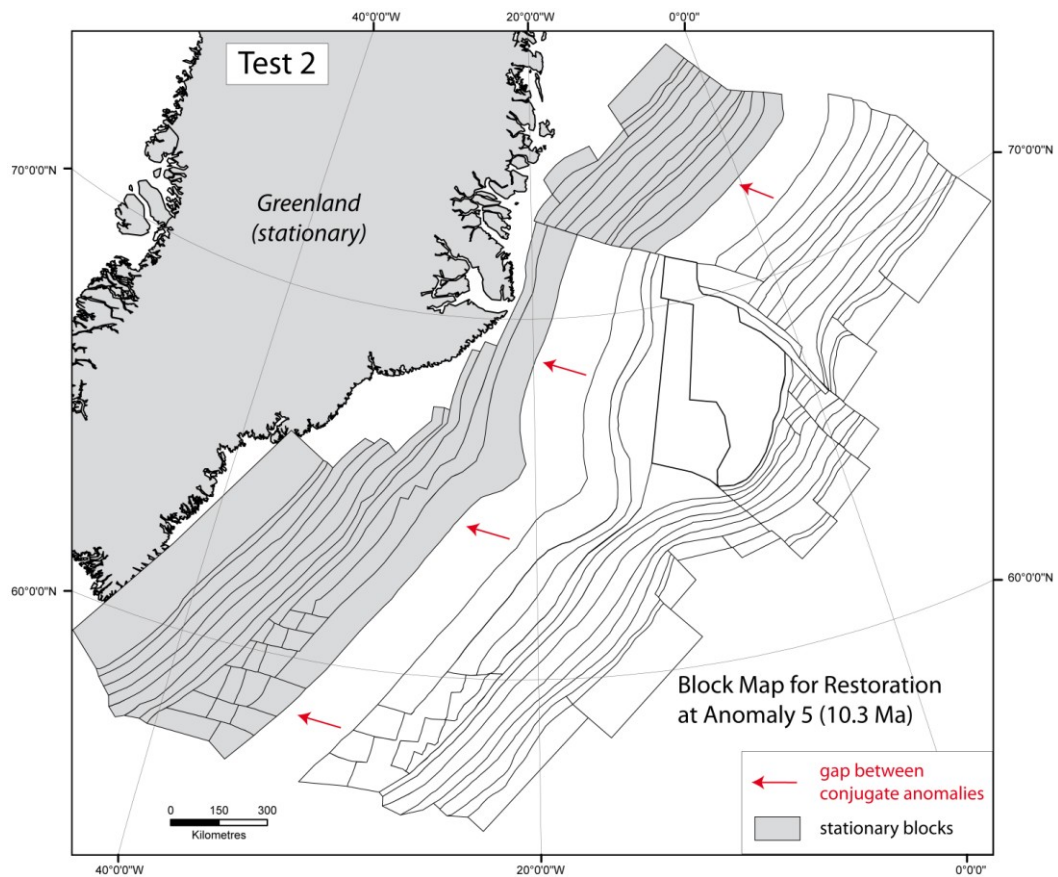 40°0'0"W
20°0'0"W
0°0'0"
Test 2
70°0'0"N
70°0'0"N
Greenland
(stationary)
60°0'0"N
60°0'0"N
Block Map for Restoration
at Anomaly 5 (10.3 Ma)
gap between
conjugate anomalies
stationary blocks
0 150 300
Kilometres
40°0'0"W
20°0'0"W
0°0'0"W